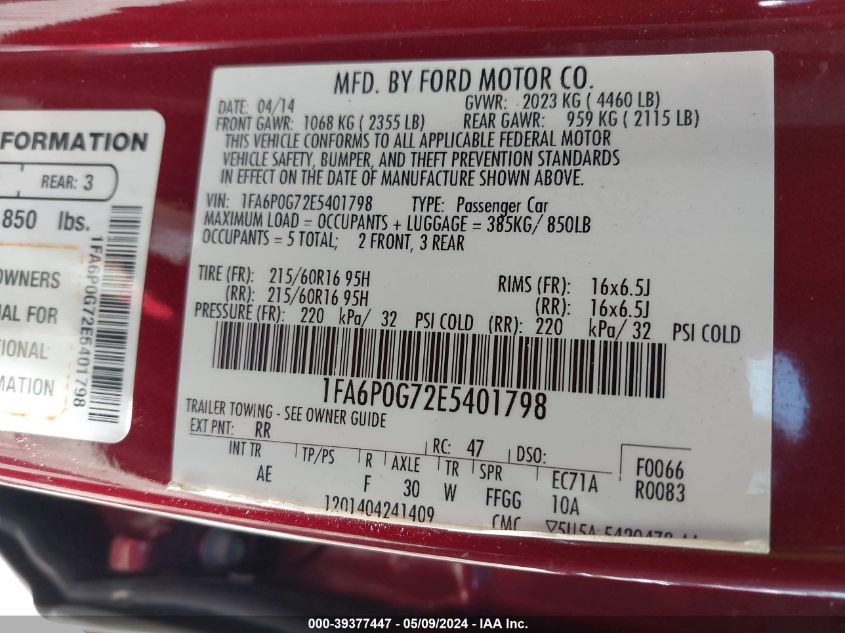 MFD. BY FORD MOTOR CO.
DATE: 04/14 GVWR: 2023 KG ( 4460 LB)
FRONT GAWR: 1068 KG ( 2355 LB) REAR GAWR: 959 KG ( 2115 LB)
THIS VEHICLE CONFORMS TO ALL APPLICABLE FEDERAL MOTOR
VEHICLE SAFETY, BUMPER, AND THEFT PREVENTION STANDARDS
IN EFFECT ON THE DATE OF MANUFACTURE SHOWN ABOVE.
VIN: 1FA6P0G72E5401798 TYPE: Passenger Car
MAXIMUM LOAD = OCCUPANTS + LUGGAGE = 385KG/ 850LB
OCCUPANTS = 5 TOTAL; 2 FRONT, 3 REAR
TIRE (FR): 215/60R16 95H RIMS (FR): 16x6.5J
(RR): 215/60R16 95H (RR): 16x6.5J
PRESSURE (FR): 220 kPa/ 32 PSI COLD (RR): 220 kPa/ 32 PSI COLD
1FA6P0G72E5401798
TRAILER TOWING - SEE OWNER GUIDE
EXT PNT: RR RC: 47 DSO: F0066
INT TR TP/PS R AXLE TR SPR EC71A R0083
AE F 30 W FFGG 10A
1201404241409 CMC
FORMATION
REAR: 3
850 lbs.
OWNERS
AL FOR
TIONAL
MATION
1FA6P0G72E5401798
000-39377447 - 05/09/2024 - IAA Inc.